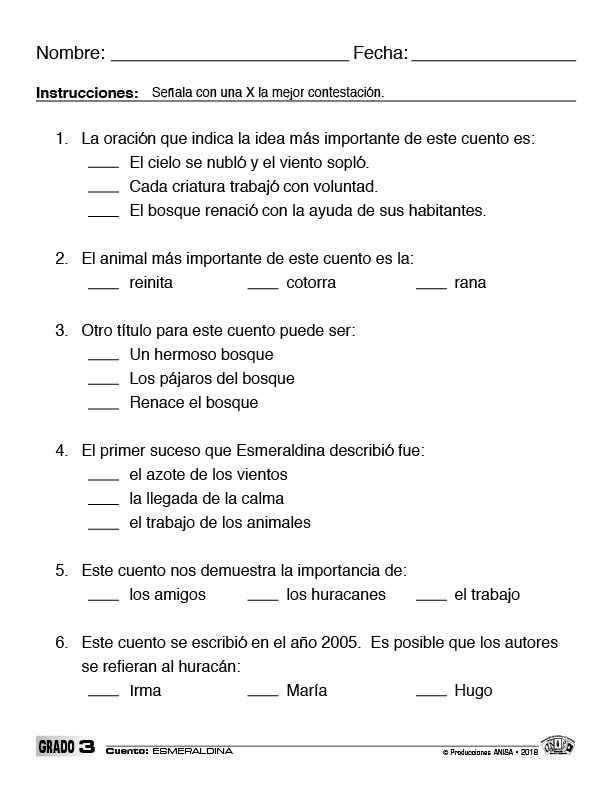 Nombre: ________________________ Fecha: ________________
Instrucciones: Señala con una X la mejor contestación.
1. La oración que indica la idea más importante de este cuento es:
____ El cielo se nubló y el viento sopló.
____ Cada criatura trabajó con voluntad.
____ El bosque renació con la ayuda de sus habitantes.
2. El animal más importante de este cuento es la:
____ reinita ____ cotorra ____ rana
3. Otro título para este cuento puede ser:
____ Un hermoso bosque
____ Los pájaros del bosque
____ Renace el bosque
4. El primer suceso que Esmeraldina describió fue:
____ el azote de los vientos
____ la llegada de la calma
____ el trabajo de los animales
5. Este cuento nos demuestra la importancia de:
____ los amigos ____ los huracanes ____ el trabajo
6. Este cuento se escribió en el año 2005. Es posible que los autores
se refieran al huracán:
____ Irma ____ María ____ Hugo
GRADO 3 Cuento: ESMERALDINA © Producciones ANISA • 2018